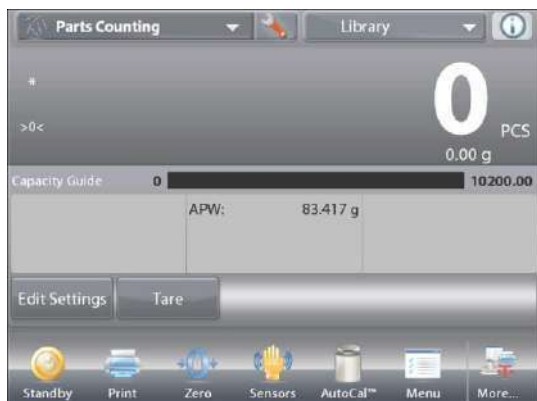 Parts Counting Library
*
0
>0<
PCS
0.00 g
Capacity Guide 0 10200.00
APW: 83.417 g
Edit Settings Tare
Standby Print Zero Sensors AutoCal™ Menu More...